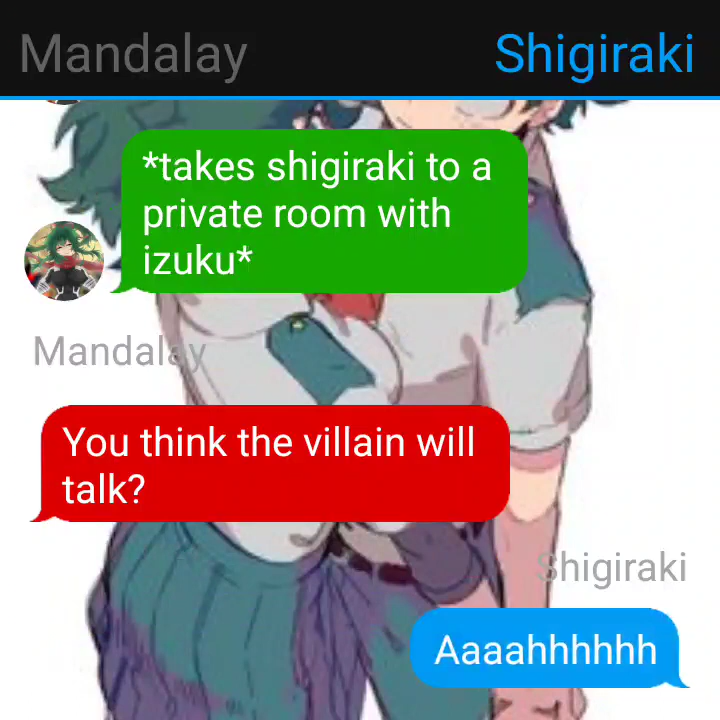 Mandalay
Shigiraki
*takes shigiraki to a
private room with
izuku*
Mandalay
You think the villain will
talk?
Shigiraki
Aaaahhhhhh